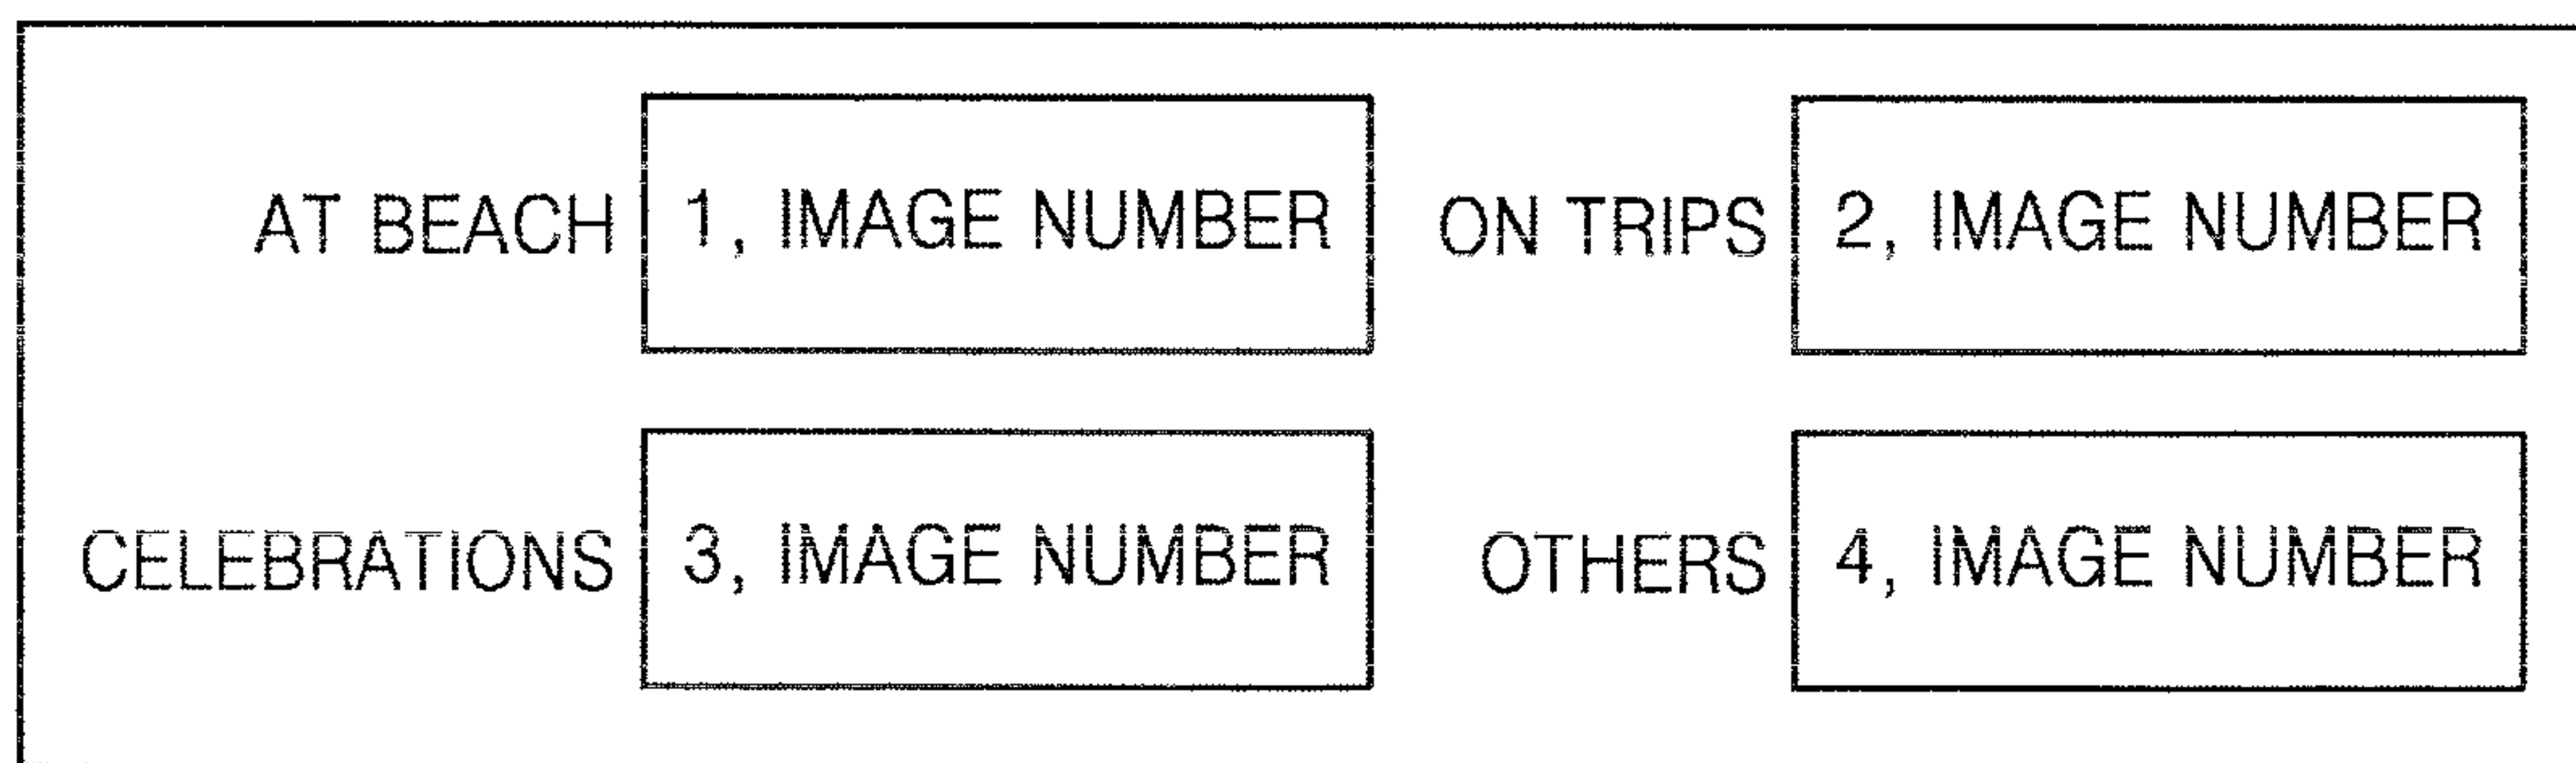 AT BEACH 1, IMAGE NUMBER ON TRIPS 2, IMAGE NUMBER
CELEBRATIONS 3, IMAGE NUMBER OTHERS 4, IMAGE NUMBER